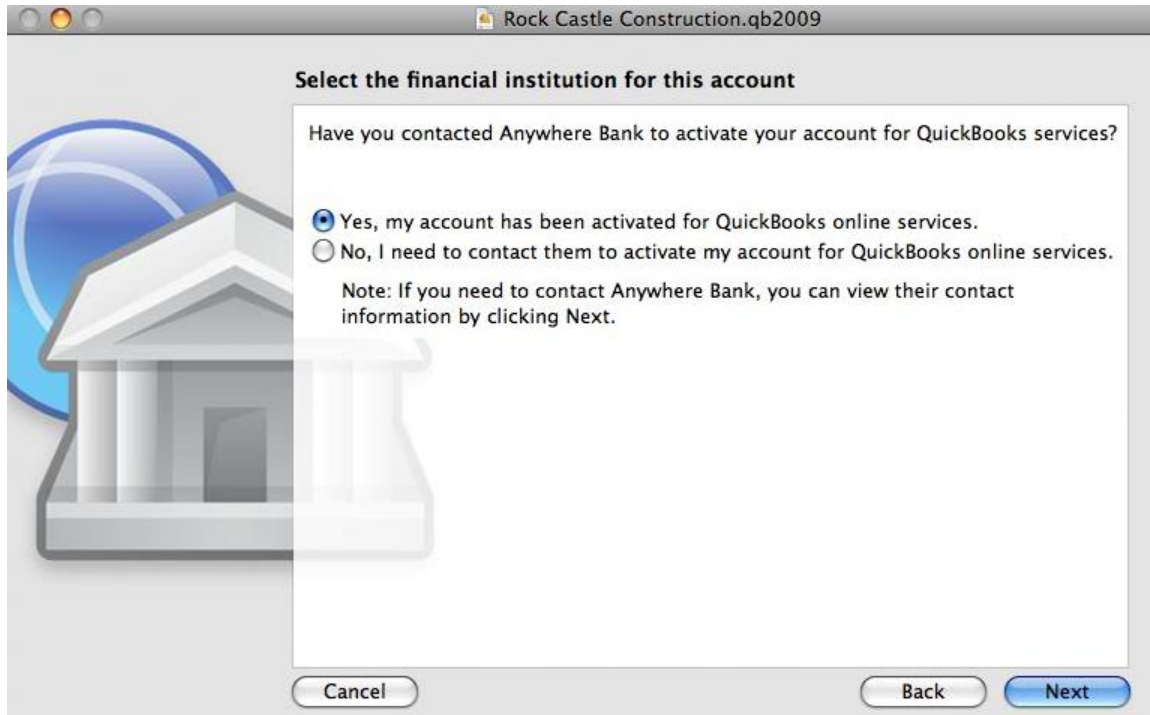 Rock Castle Construction.qb2009
Select the financial institution for this account
Have you contacted Anywhere Bank to activate your account for QuickBooks services?
Yes, my account has been activated for QuickBooks online services.
No, I need to contact them to activate my account for QuickBooks online services.
Note: If you need to contact Anywhere Bank, you can view their contact
information by clicking Next.
Cancel Back Next